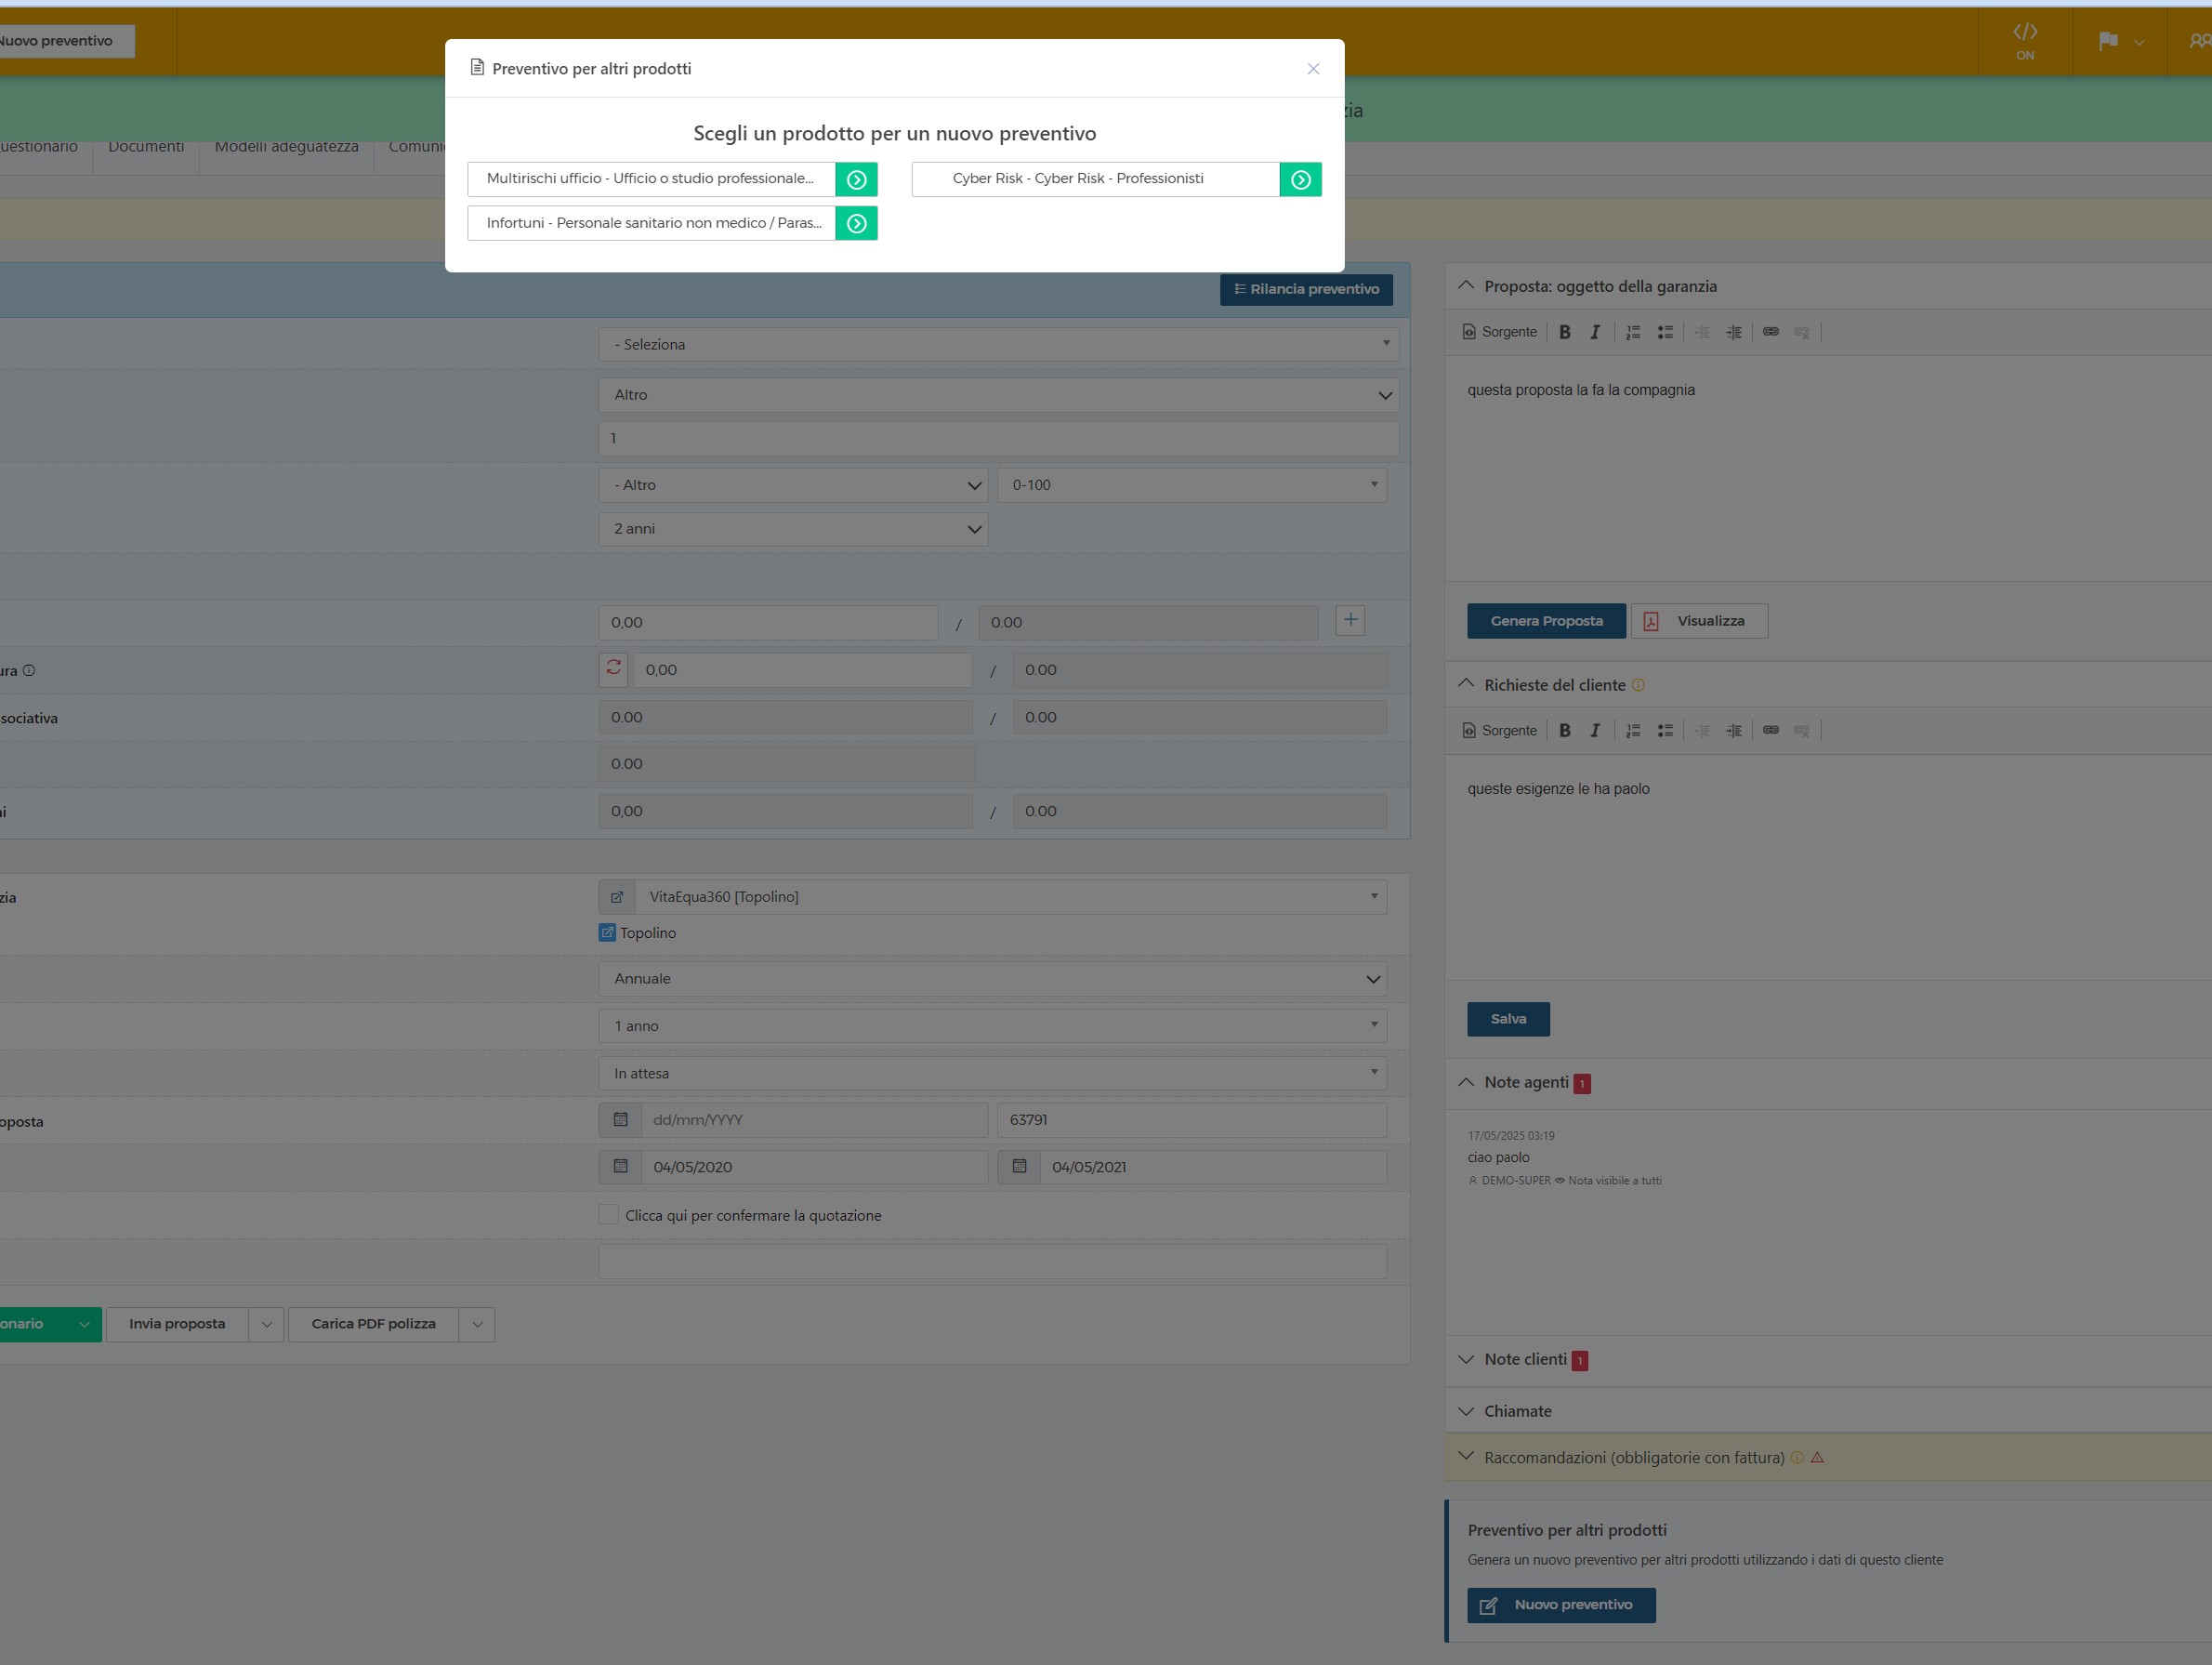 Nuovo preventivo
ON
Preventivo per altri prodotti
Scegli un prodotto per un nuovo preventivo
Multirischi ufficio - Ufficio o studio professionale...
Cyber Risk - Cyber Risk - Professionisti
Infortuni - Personale sanitario non medico / Paras...
zia
uestionario
Documenti
Modelli adeguatezza
Comuni
Rilancia preventivo
- Seleziona
Altro
1
- Altro
0-100
2 anni
0,00 / 0.00
ura
0,00 / 0.00
sociativa
0.00 / 0.00
0.00
ni
0,00 / 0.00
zia
VitaEqua360 [Topolino]
Topolino
Annuale
1 anno
In attesa
oposta
dd/mm/YYYY
63791
04/05/2020
04/05/2021
Clicca qui per confermare la quotazione
onario
Invia proposta
Carica PDF polizza
Proposta: oggetto della garanzia
Sorgente
questa proposta la fa la compagnia
Genera Proposta
Visualizza
Richieste del cliente
Sorgente
queste esigenze le ha paolo
Salva
Note agenti 1
17/05/2025 03:19
ciao paolo
DEMO-SUPER Nota visibile a tutti
Note clienti 1
Chiamate
Raccomandazioni (obbligatorie con fattura)
Preventivo per altri prodotti
Genera un nuovo preventivo per altri prodotti utilizzando i dati di questo cliente
Nuovo preventivo